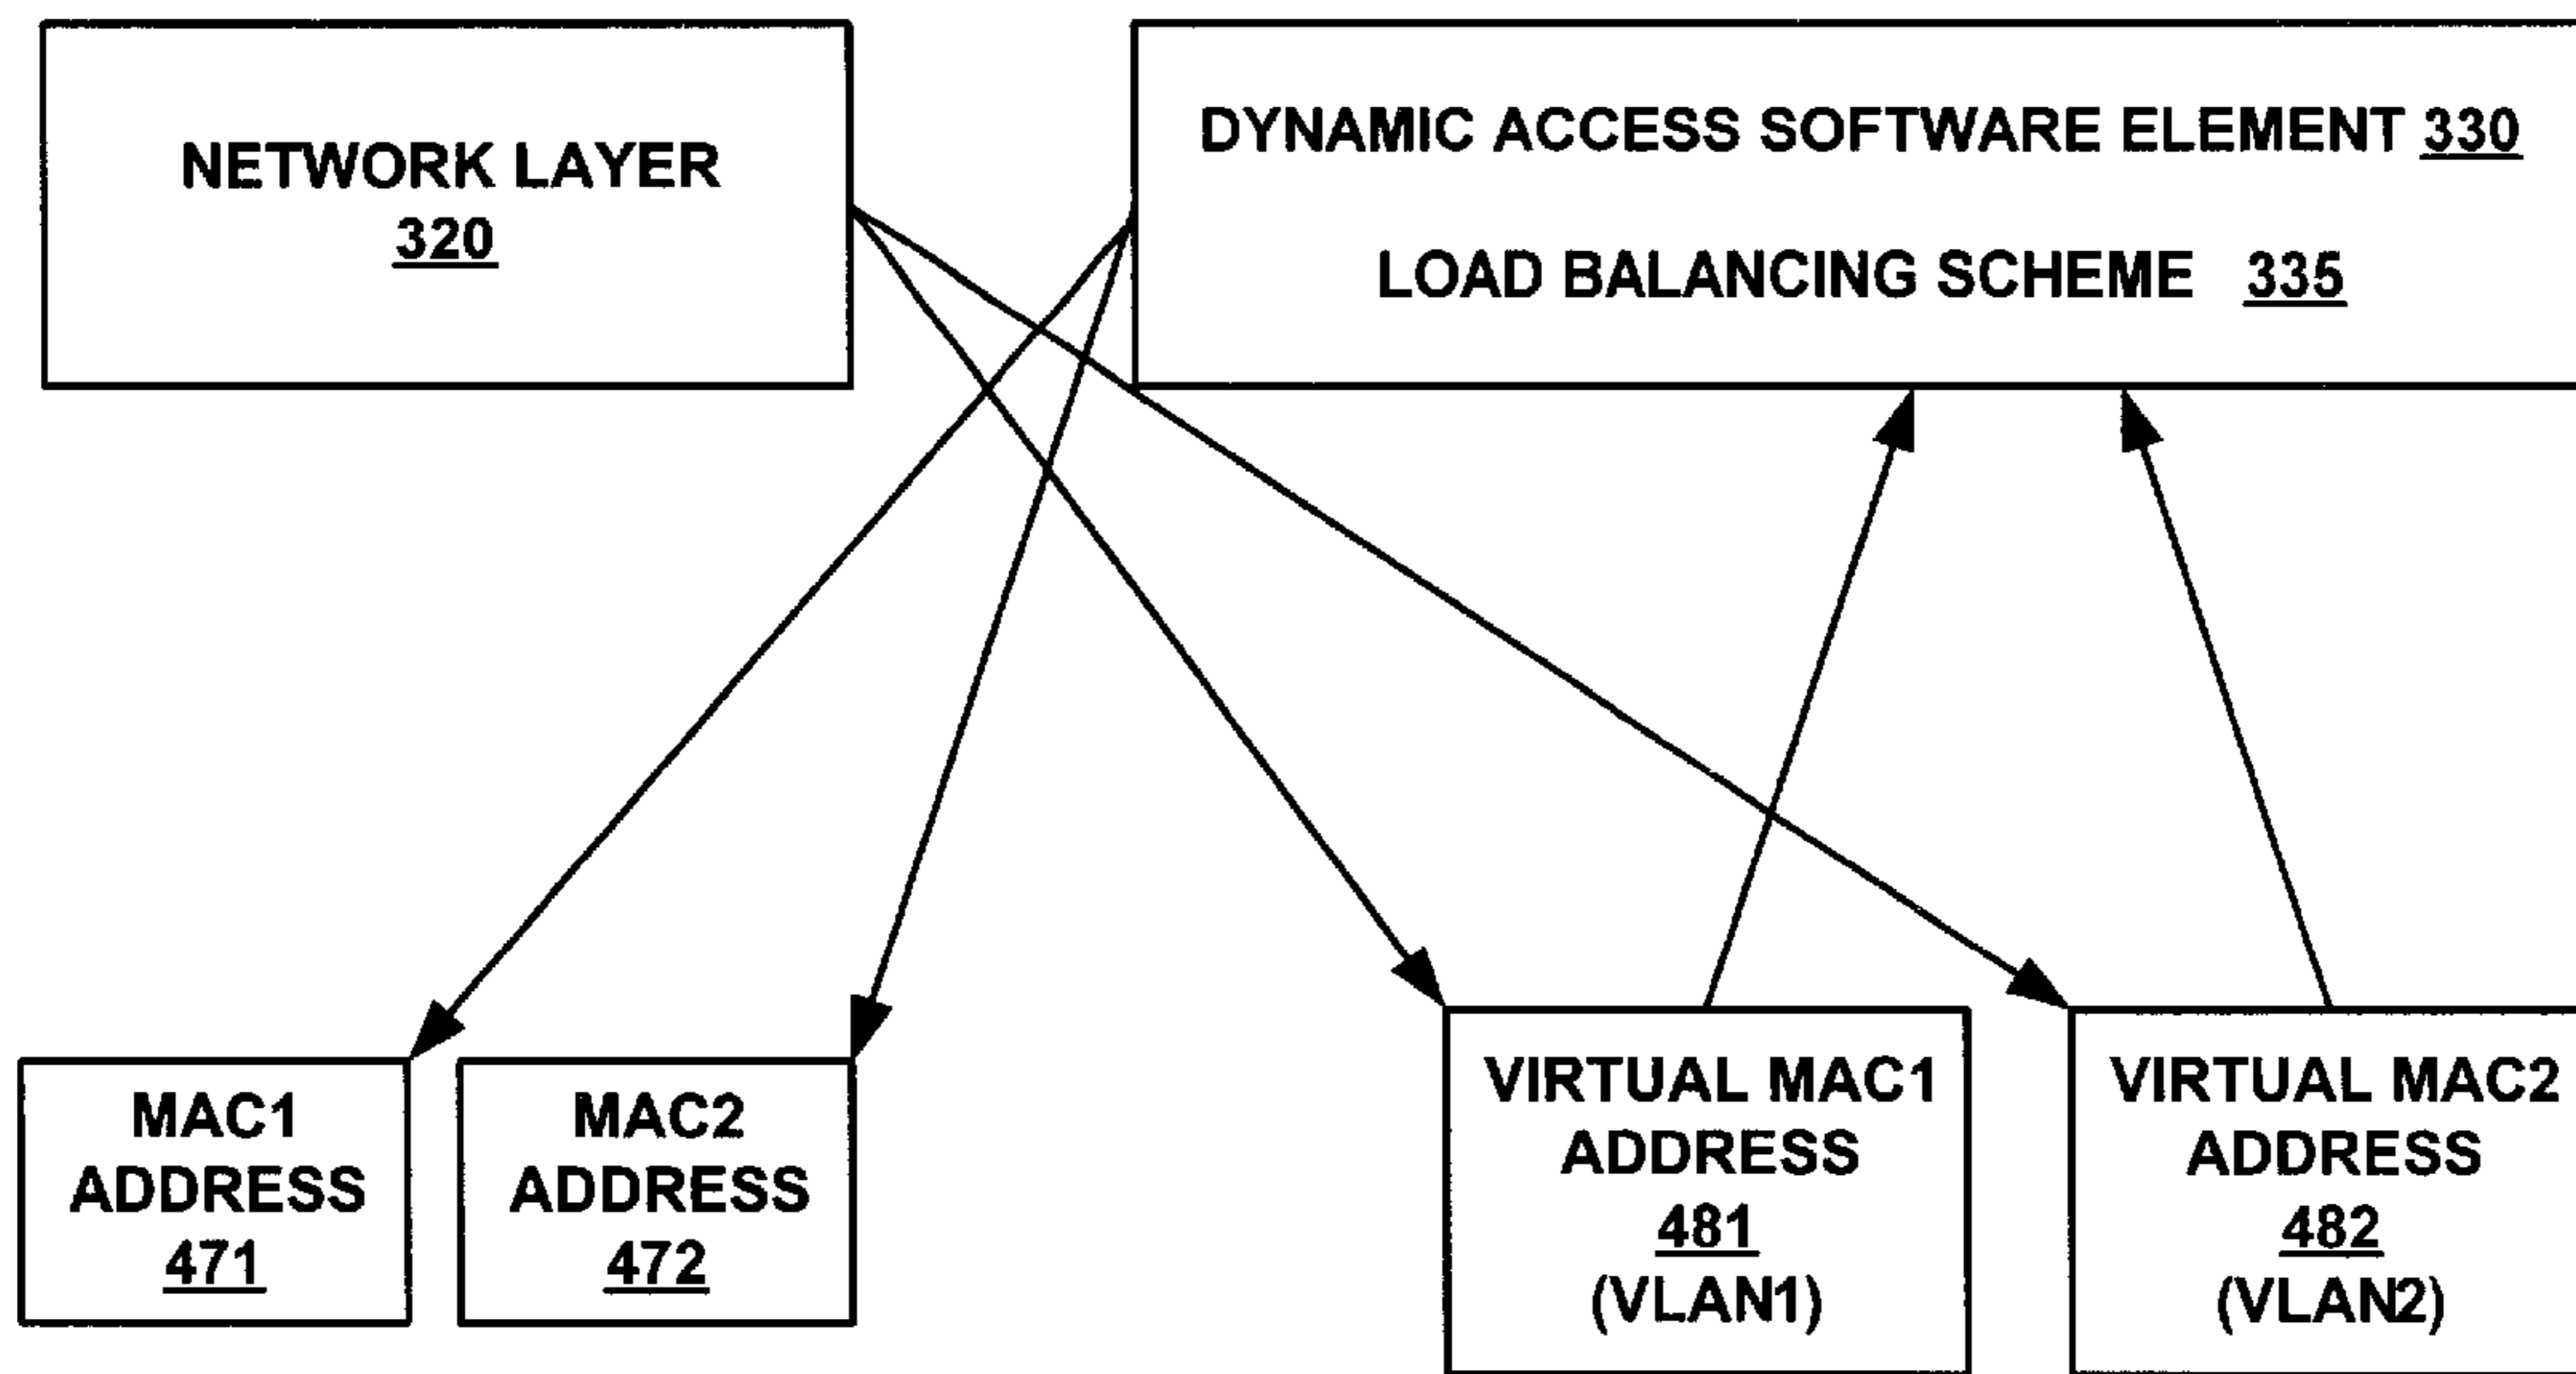 NETWORK LAYER
320
DYNAMIC ACCESS SOFTWARE ELEMENT 330
LOAD BALANCING SCHEME 335
MAC1
ADDRESS
471
MAC2
ADDRESS
472
VIRTUAL MAC1
ADDRESS
481
(VLAN1)
VIRTUAL MAC2
ADDRESS
482
(VLAN2)